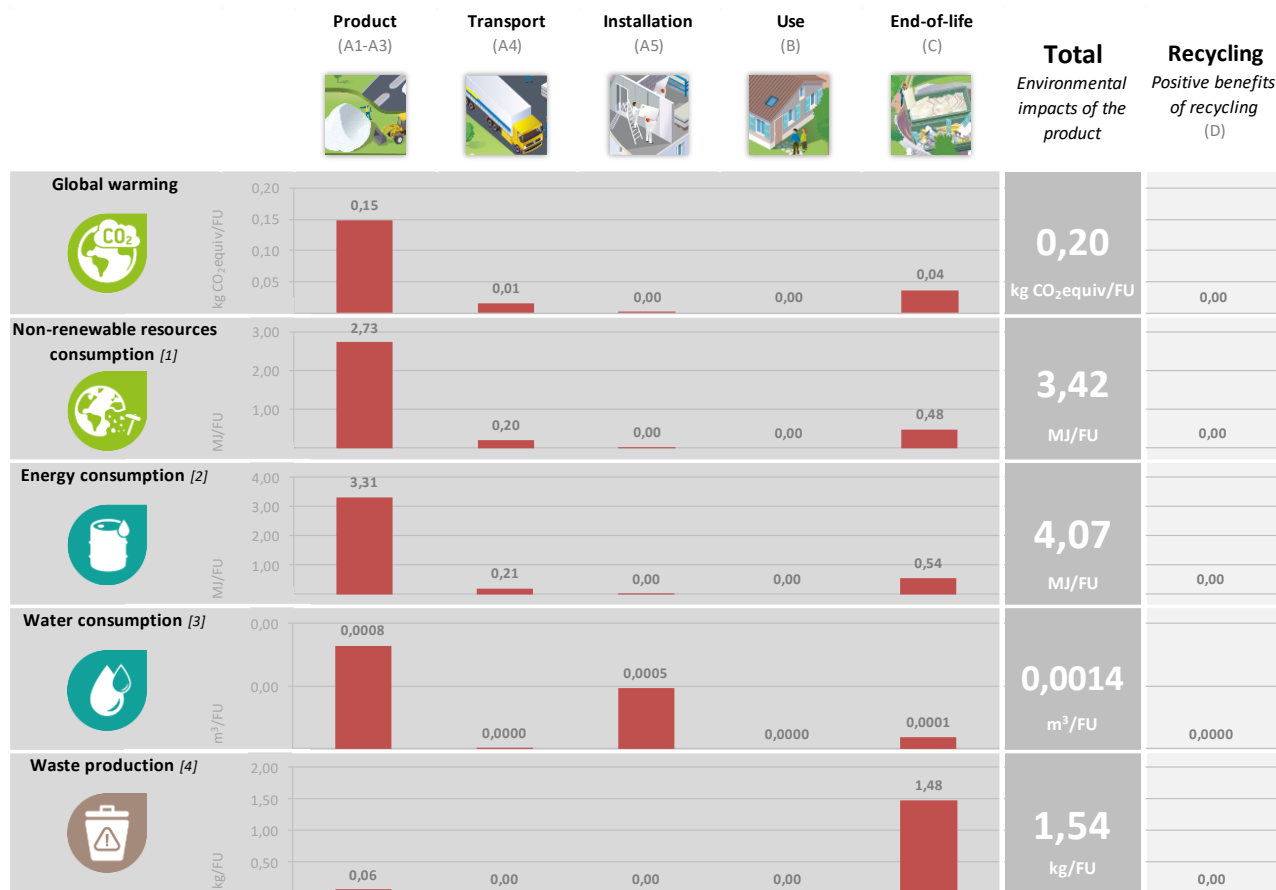 Product
(A1-A3)
Transport
(A4)
Installation
(A5)
Use
(B)
End-of-life
(C)
Total
Environmental
impacts of the
product
Recycling
Positive benefits
of recycling
(D)
Global warming
CO2
kg CO2equiv/FU
0,20
0,15
0,10
0,05
0,15
0,01
0,00
0,00
0,04
0,20
kg CO2equiv/FU
0,00
Non-renewable resources
consumption [1]
MJ/FU
3,00
2,00
1,00
2,73
0,20
0,00
0,00
0,48
3,42
MJ/FU
0,00
Energy consumption [2]
MJ/FU
4,00
3,00
2,00
1,00
3,31
0,21
0,00
0,00
0,54
4,07
MJ/FU
0,00
Water consumption [3]
m³/FU
0,00
0,00
0,0008
0,0000
0,0005
0,0000
0,0001
0,0014
m³/FU
0,0000
Waste production [4]
kg/FU
2,00
1,50
1,00
0,50
0,06
0,00
0,00
0,00
1,48
1,54
kg/FU
0,00